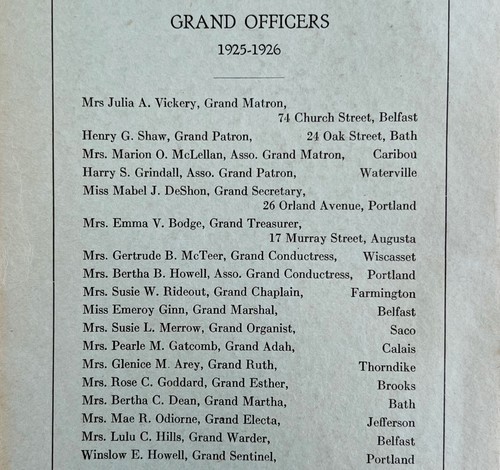 GRAND OFFICERS
1925-1926
Mrs Julia A. Vickery, Grand Matron,
74 Church Street, Belfast
Henry G. Shaw, Grand Patron, 24 Oak Street, Bath
Mrs. Marion O. McLellan, Asso. Grand Matron, Caribou
Harry S. Grindall, Asso. Grand Patron, Waterville
Miss Mabel J. DeShon, Grand Secretary,
26 Orland Avenue, Portland
Mrs. Emma V. Bodge, Grand Treasurer,
17 Murray Street, Augusta
Mrs. Gertrude B. McTeer, Grand Conductress, Wiscasset
Mrs. Bertha B. Howell, Asso. Grand Conductress, Portland
Mrs. Susie W. Rideout, Grand Chaplain, Farmington
Miss Emeroy Ginn, Grand Marshal, Belfast
Mrs. Susie L. Merrow, Grand Organist, Saco
Mrs. Pearle M. Gatcomb, Grand Adah, Calais
Mrs. Glenice M. Arey, Grand Ruth, Thorndike
Mrs. Rose C. Goddard, Grand Esther, Brooks
Mrs. Bertha C. Dean, Grand Martha, Bath
Mrs. Mae R. Odiorne, Grand Electa, Jefferson
Mrs. Lulu C. Hills, Grand Warder, Belfast
Winslow E. Howell, Grand Sentinel, Portland